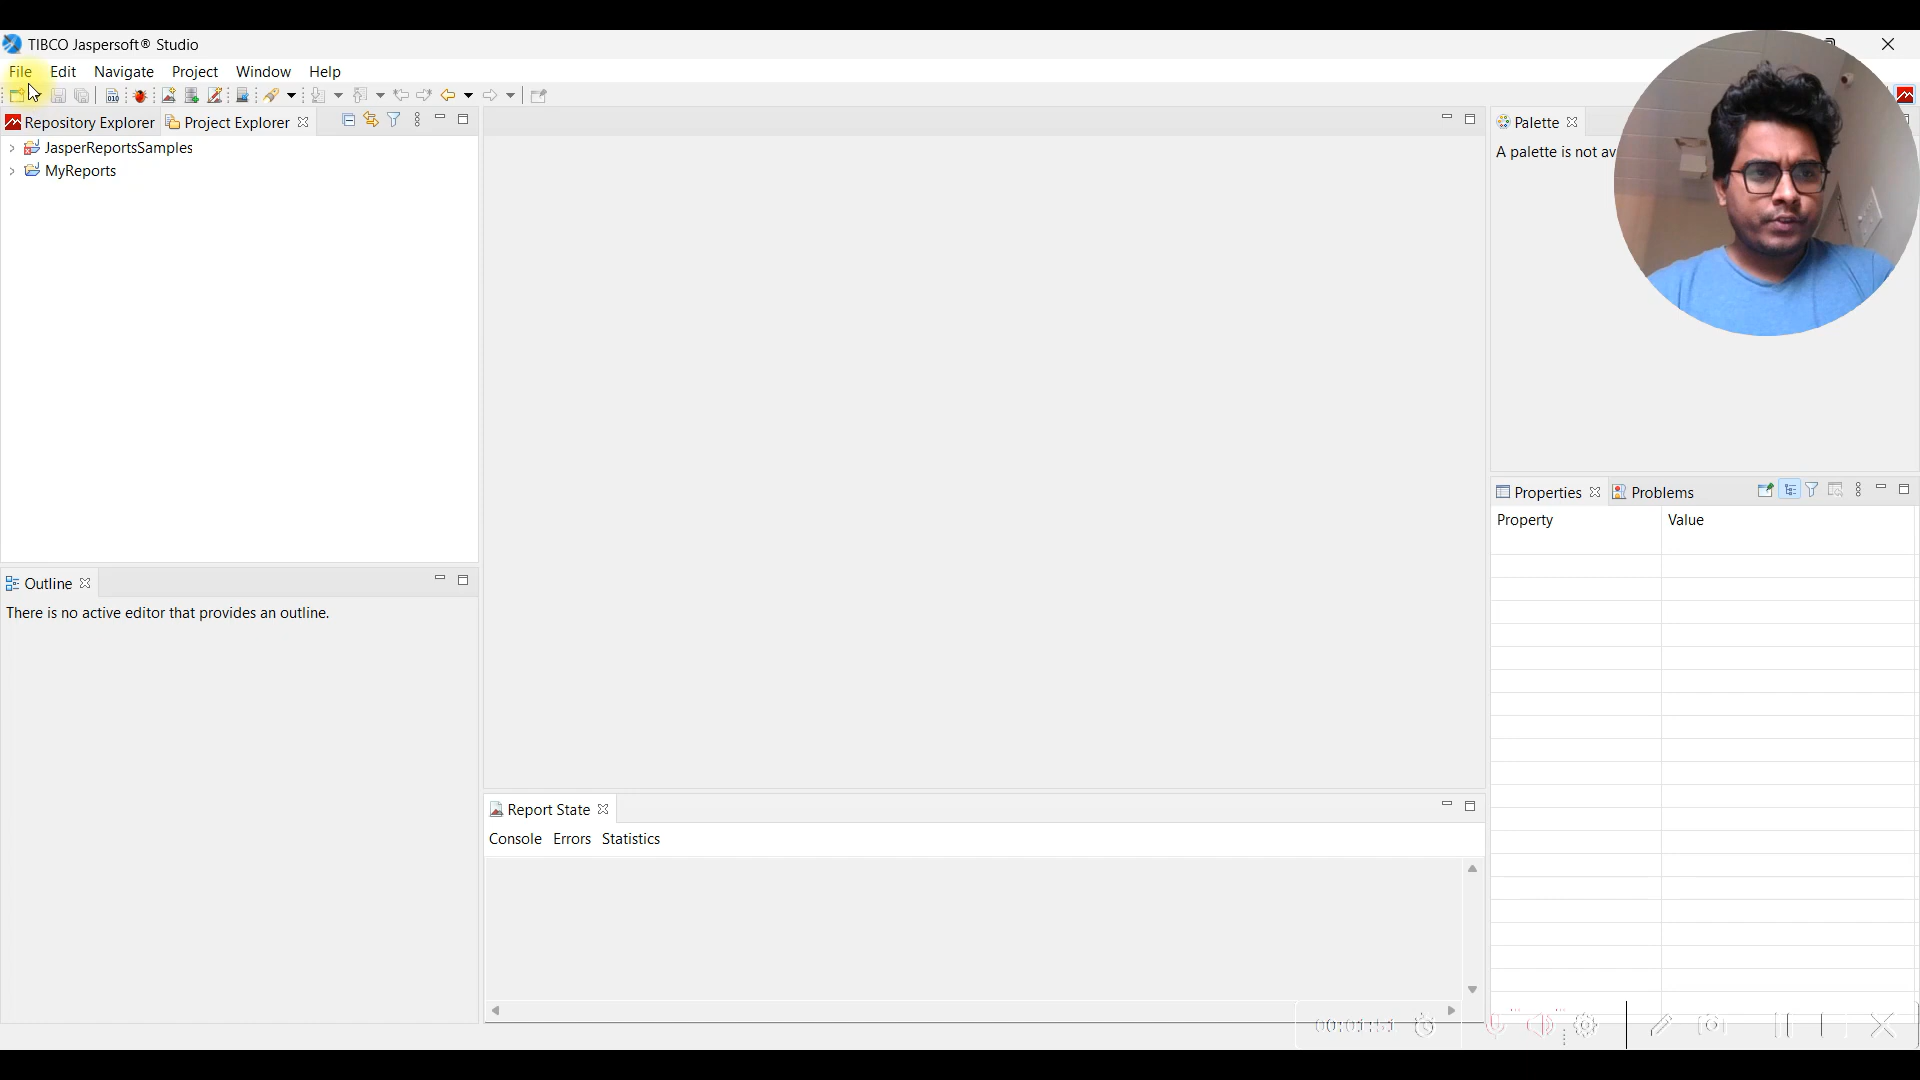 TIBCO Jaspersoft® Studio
File Edit Navigate Project Window Help
Repository Explorer Project Explorer
JasperReportsSamples
MyReports
Outline
There is no active editor that provides an outline.
Report State
Console Errors Statistics
Palette
A palette is not av
Properties Problems
Property Value